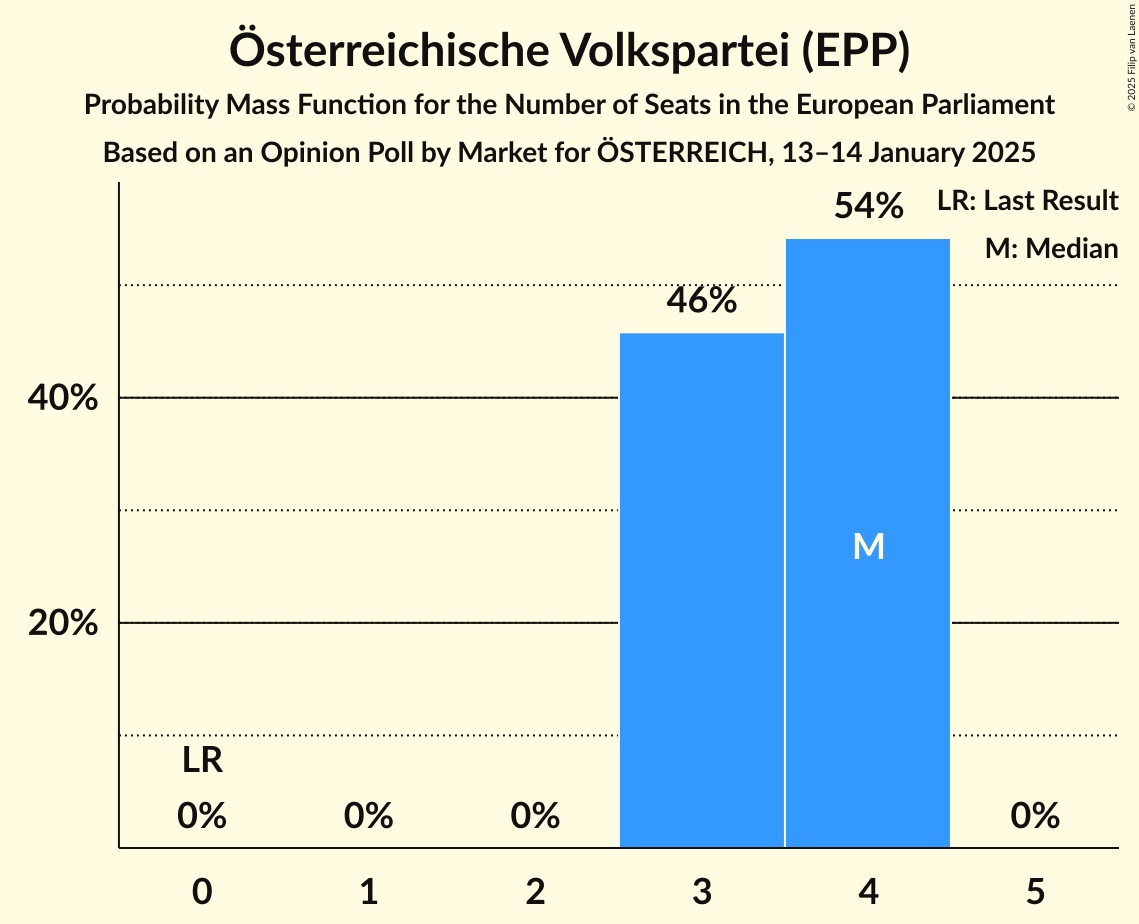 Österreichische Volkspartei (EPP)
Probability Mass Function for the Number of Seats in the European Parliament
Based on an Opinion Poll by Market for ÖSTERREICH, 13–14 January 2025
© 2025 Filip van Laenen
LR: Last Result
M: Median
54%
46%
40%
20%
M
LR
0%
0%
0%
0%
0
1
2
3
4
5